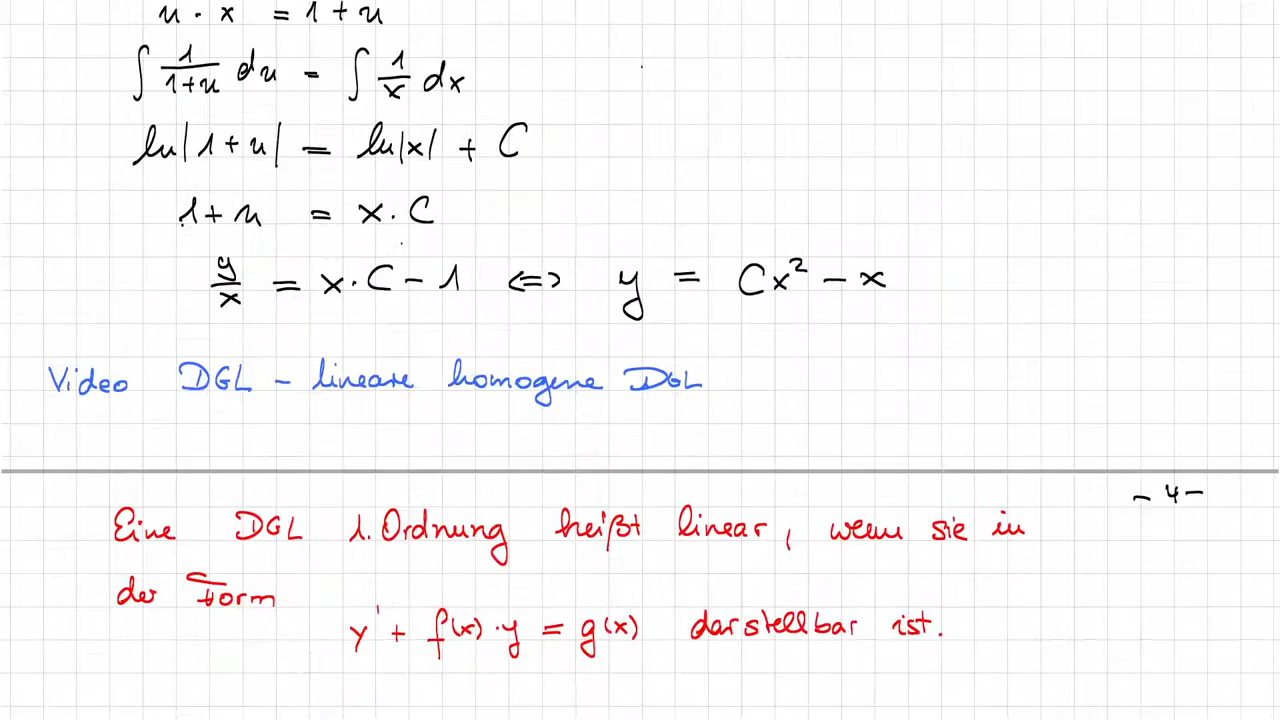 u · x = 1 + u
∫ 1/(1+u) du = ∫ 1/x dx
ln|1+u| = ln|x| + C
1+u = x · C
y/x = x · C − 1 ⇔ y = Cx² − x
Video DGL – lineare homogene DGL
– 4 –
Eine DGL 1. Ordnung heißt linear, wenn sie in
der Form
y' + f(x) · y = g(x) darstellbar ist.